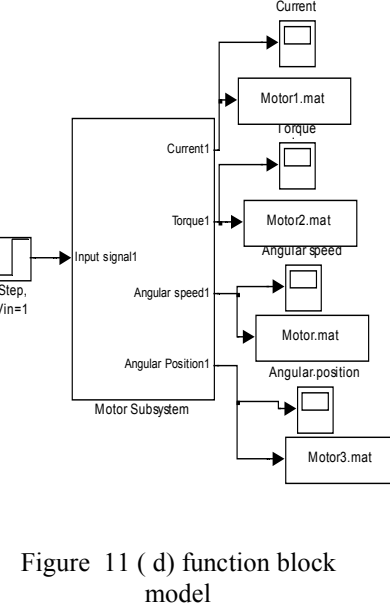 Current
Motor1.mat
Torque
Current1
Torque1
Motor2.mat
Angular speed
Input signal1
Step,
Vin=1
Angular speed1
Motor.mat
Angular Position1
Angular.position
Motor Subsystem
Motor3.mat
Figure 11 ( d) function block
model